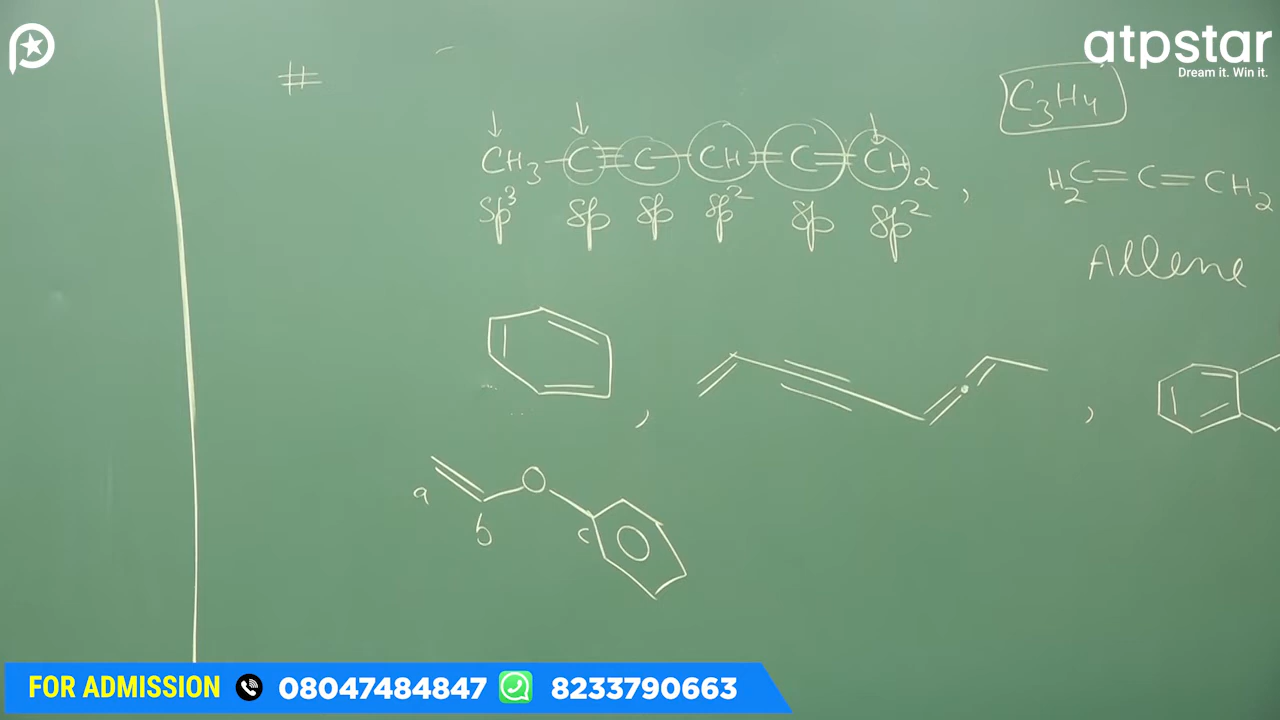 atpstar
Dream it. Win it.
#
C₃H₄
CH₃—C≡C—CH=C=CH₂,
sp³ sp sp sp² sp sp²
H₂C=C=CH₂
Allene
, ,
a
b
O
c
FOR ADMISSION 08047484847 8233790663